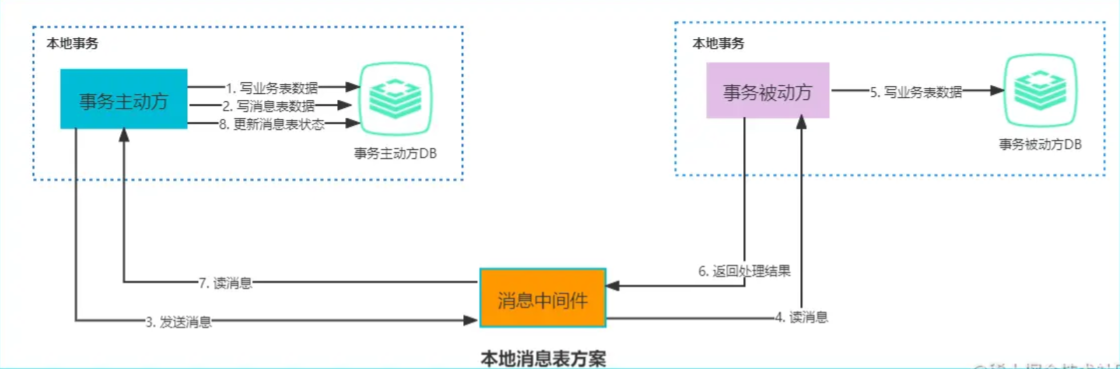 本地事务
事务主动方
1. 写业务表数据
2. 写消息表数据
8. 更新消息表状态
事务主动方DB
本地事务
事务被动方
5. 写业务表数据
事务被动方DB
7. 读消息
3. 发送消息
消息中间件
6. 返回处理结果
4. 读消息
本地消息表方案